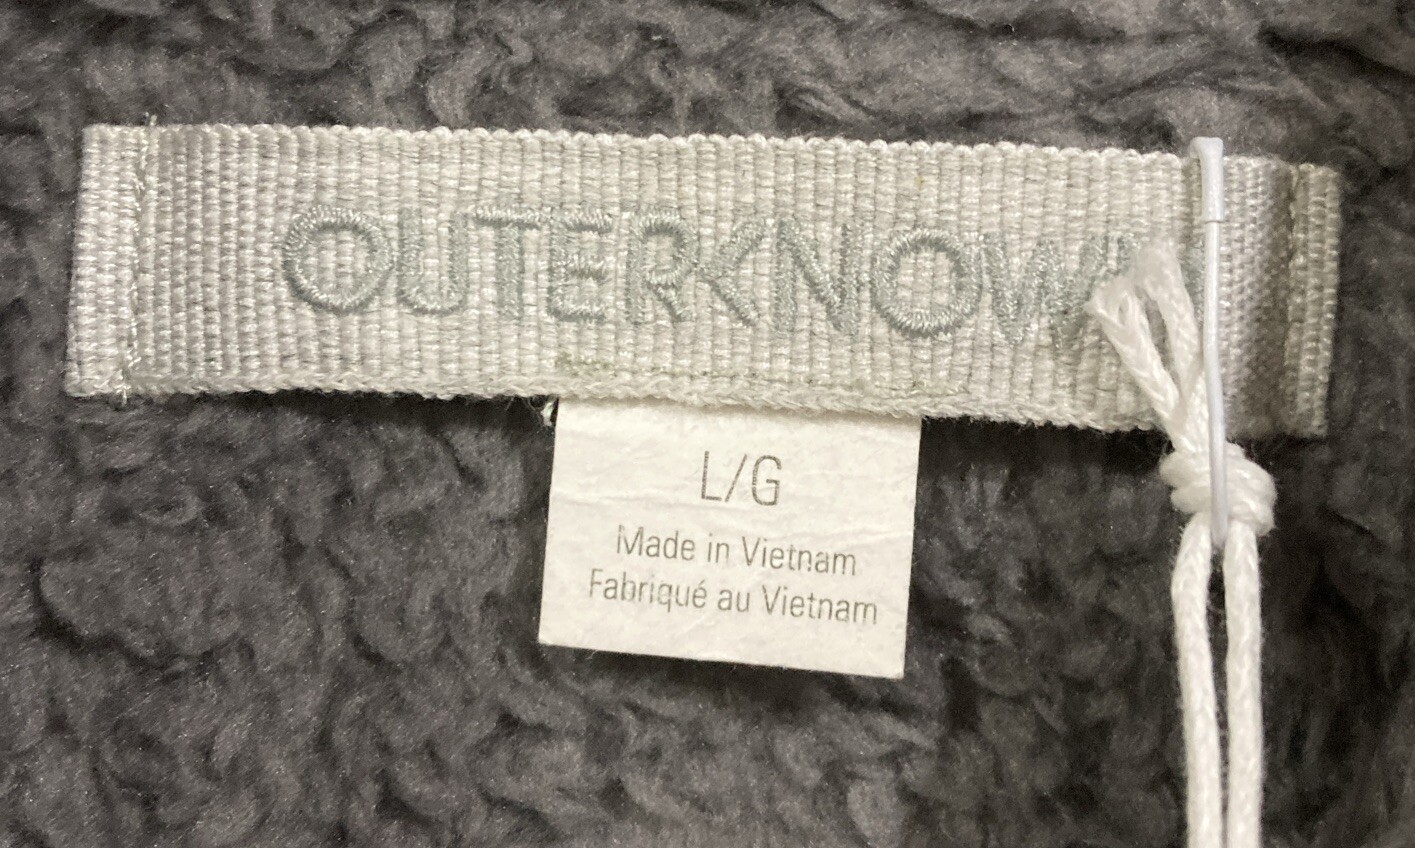 OUTERKNOW
L/G
Made in Vietnam
Fabriqué au Vietnam